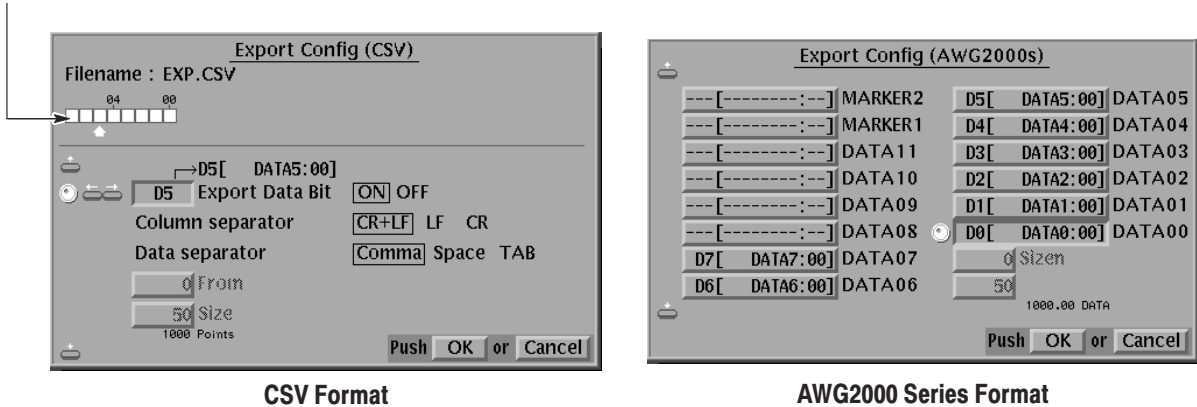 Export Config (CSV)
Filename : EXP.CSV
04 00
D5[ DATA5:00]
D5 Export Data Bit ON OFF
Column separator CR+LF LF CR
Data separator Comma Space TAB
0 From
50 Size
1000 Points
Push OK or Cancel
CSV Format
Export Config (AWG2000s)
---[--------:--] MARKER2 D5[ DATA5:00] DATA05
---[--------:--] MARKER1 D4[ DATA4:00] DATA04
---[--------:--] DATA11 D3[ DATA3:00] DATA03
---[--------:--] DATA10 D2[ DATA2:00] DATA02
---[--------:--] DATA09 D1[ DATA1:00] DATA01
---[--------:--] DATA08 D0[ DATA0:00] DATA00
D7[ DATA7:00] DATA07 0 Sizen
D6[ DATA6:00] DATA06 50
1000.00 DATA
Push OK or Cancel
AWG2000 Series Format